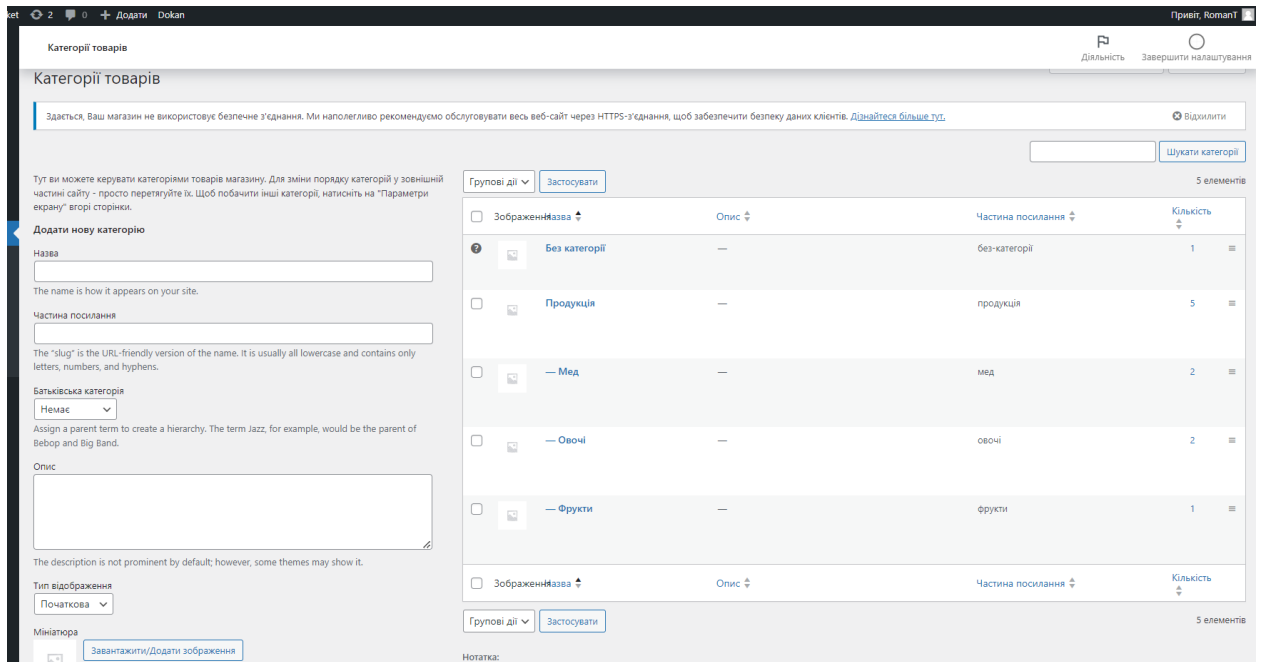 ket 2 0 + Додати Dokan Привіт, RomanT
Категорії товарів
Діяльність Завершити налаштування
Категорії товарів
Здається, Ваш магазин не використовує безпечне з'єднання. Ми наполегливо рекомендуємо обслуговувати весь веб-сайт через HTTPS-з'єднання, щоб забезпечити безпеку даних клієнтів. Дізнайтеся більше тут. Відхилити
Шукати категорії
Тут ви можете керувати категоріями товарів магазину. Для зміни порядку категорій у зовнішній
частині сайту - просто перетягуйте їх. Щоб побачити інші категорії, натисніть на "Параметри
екрану" вгорі сторінки.
Додати нову категорію
Назва
The name is how it appears on your site.
Частина посилання
The "slug" is the URL-friendly version of the name. It is usually all lowercase and contains only
letters, numbers, and hyphens.
Батьківська категорія
Немає
Assign a parent term to create a hierarchy. The term Jazz, for example, would be the parent of
Bebop and Big Band.
Опис
The description is not prominent by default; however, some themes may show it.
Тип відображення
Початкова
Мініатюра
Завантажити/Додати зображення
Групові дії Застосувати 5 елементів
Зображення Назва Опис Частина посилання Кількість
Без категорії — без-категорії 1
Продукція — продукція 5
— Мед — мед 2
— Овочі — овочі 2
— Фрукти — фрукти 1
Зображення Назва Опис Частина посилання Кількість
Групові дії Застосувати 5 елементів
Нотатка: